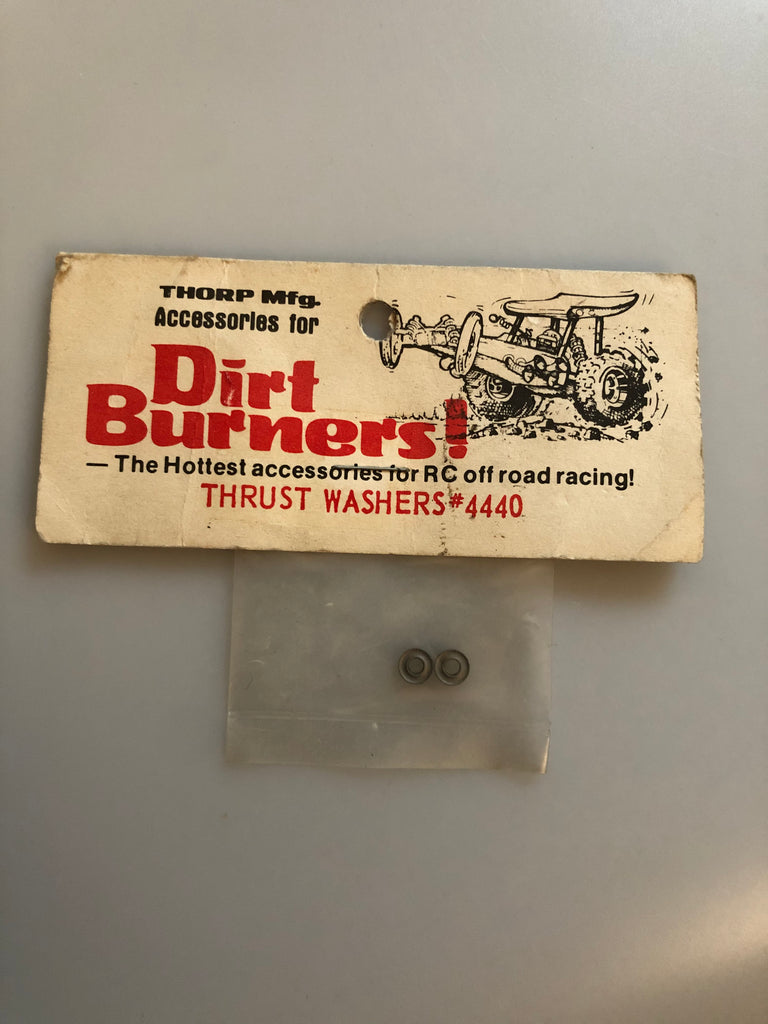 THORP Mfg.
Accessories for
Dirt
Burners!
— The Hottest accessories for RC off road racing!
THRUST WASHERS #4440